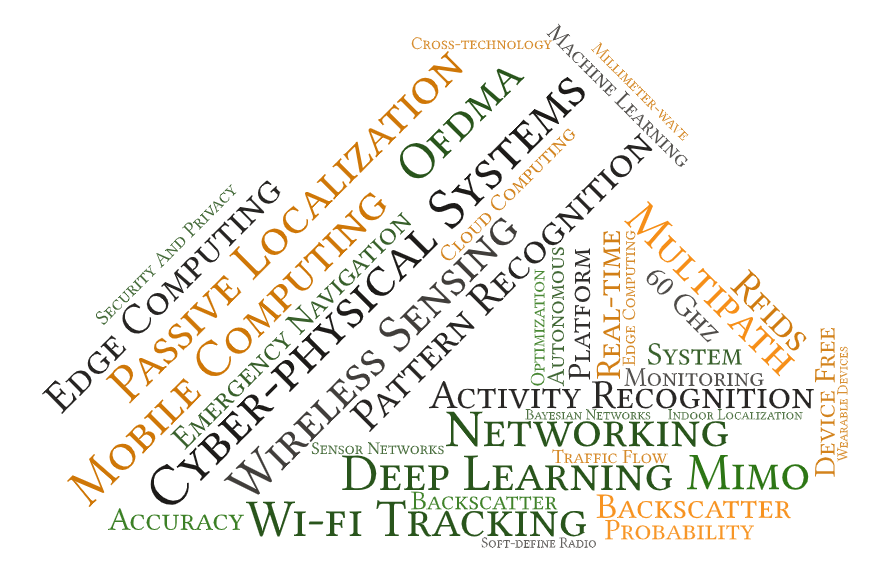 Cross-technology
Machine Learning
Millimeter-wave
Passive Localization
Ofdma
Cyber-physical Systems
Cloud Computing
Security And Privacy
Edge Computing
Mobile Computing
Emergency Navigation
Wireless Sensing
Pattern Recognition
Multipath
60 Ghz
Rfids
Optimization
Autonomous
Platform
Real-time
Edge Computing
System
Monitoring
Device Free
Wearable Devices
Activity Recognition
Bayesian Networks
Indoor Localization
Networking
Sensor Networks
Traffic Flow
Deep Learning
Mimo
Backscatter
Backscatter
Accuracy
Wi-fi Tracking
Probability
Soft-define Radio